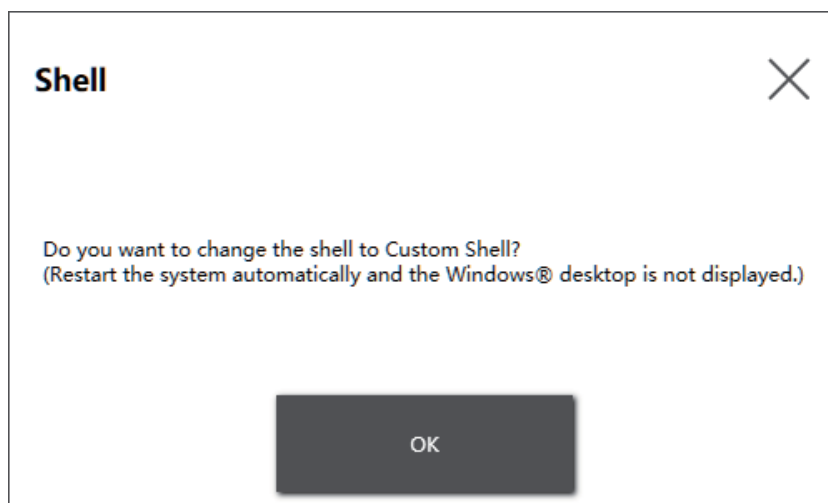 Shell
Do you want to change the shell to Custom Shell?
(Restart the system automatically and the Windows® desktop is not displayed.)
OK